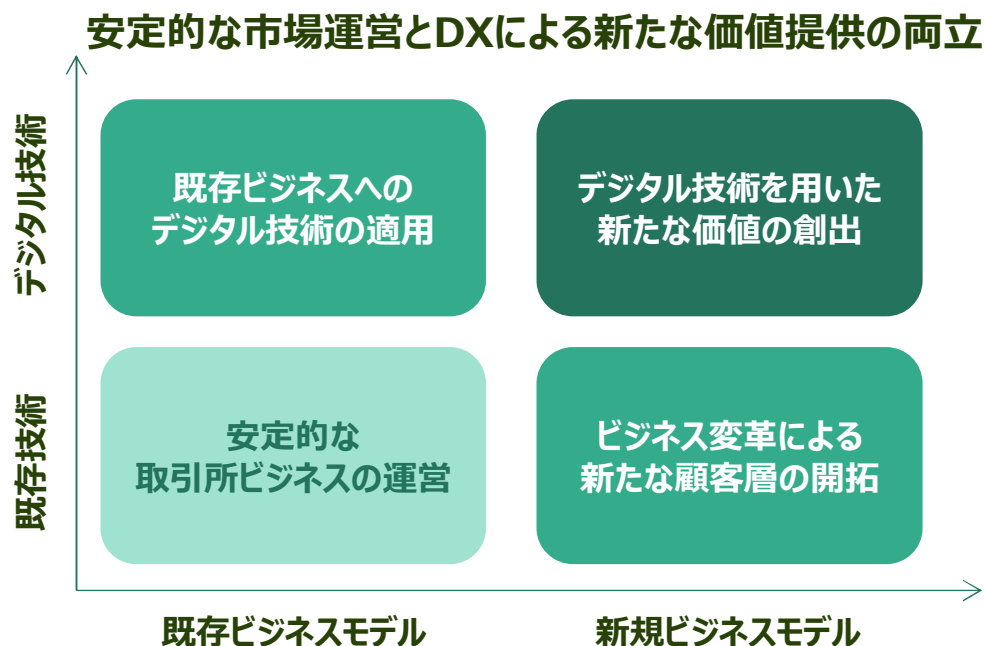 安定的な市場運営とDXによる新たな価値提供の両立
デジタル技術
既存ビジネスへの
デジタル技術の適用
デジタル技術を用いた
新たな価値の創出
既存技術
安定的な
取引所ビジネスの運営
ビジネス変革による
新たな顧客層の開拓
既存ビジネスモデル
新規ビジネスモデル